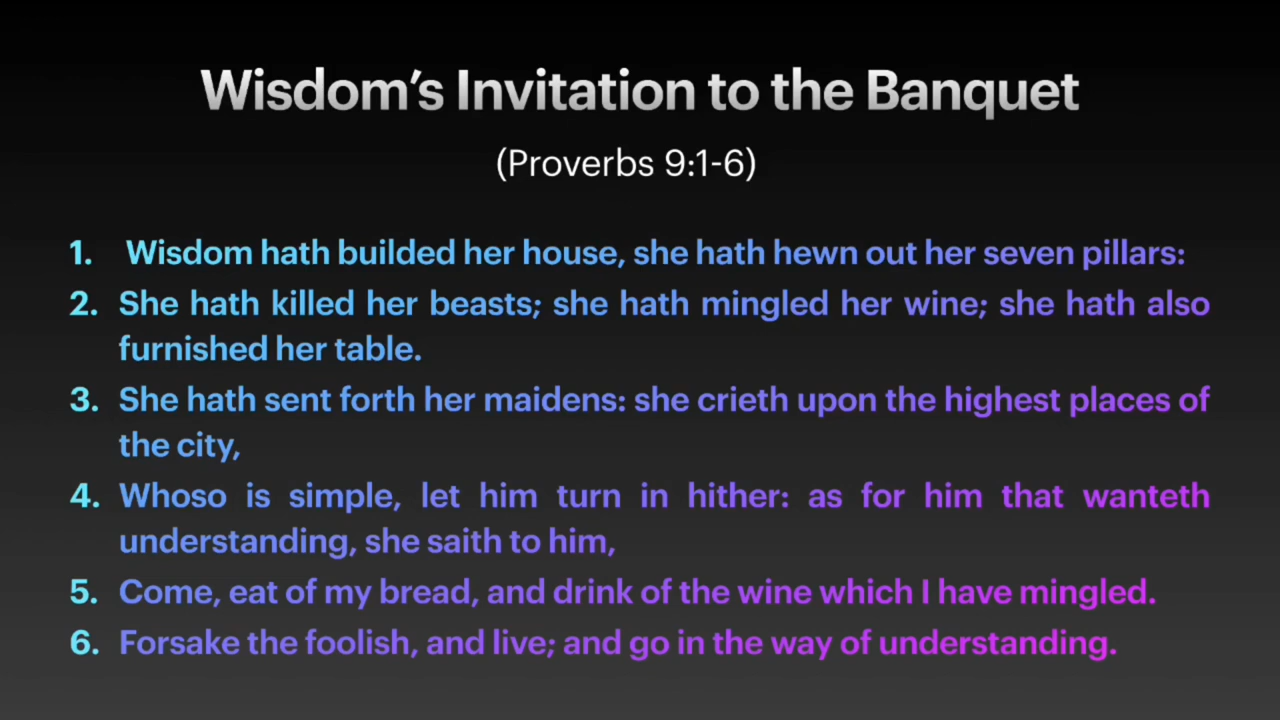 Wisdom’s Invitation to the Banquet
(Proverbs 9:1-6)
1. Wisdom hath builded her house, she hath hewn out her seven pillars:
2. She hath killed her beasts; she hath mingled her wine; she hath also
furnished her table.
3. She hath sent forth her maidens: she crieth upon the highest places of
the city,
4. Whoso is simple, let him turn in hither: as for him that wanteth
understanding, she saith to him,
5. Come, eat of my bread, and drink of the wine which I have mingled.
6. Forsake the foolish, and live; and go in the way of understanding.